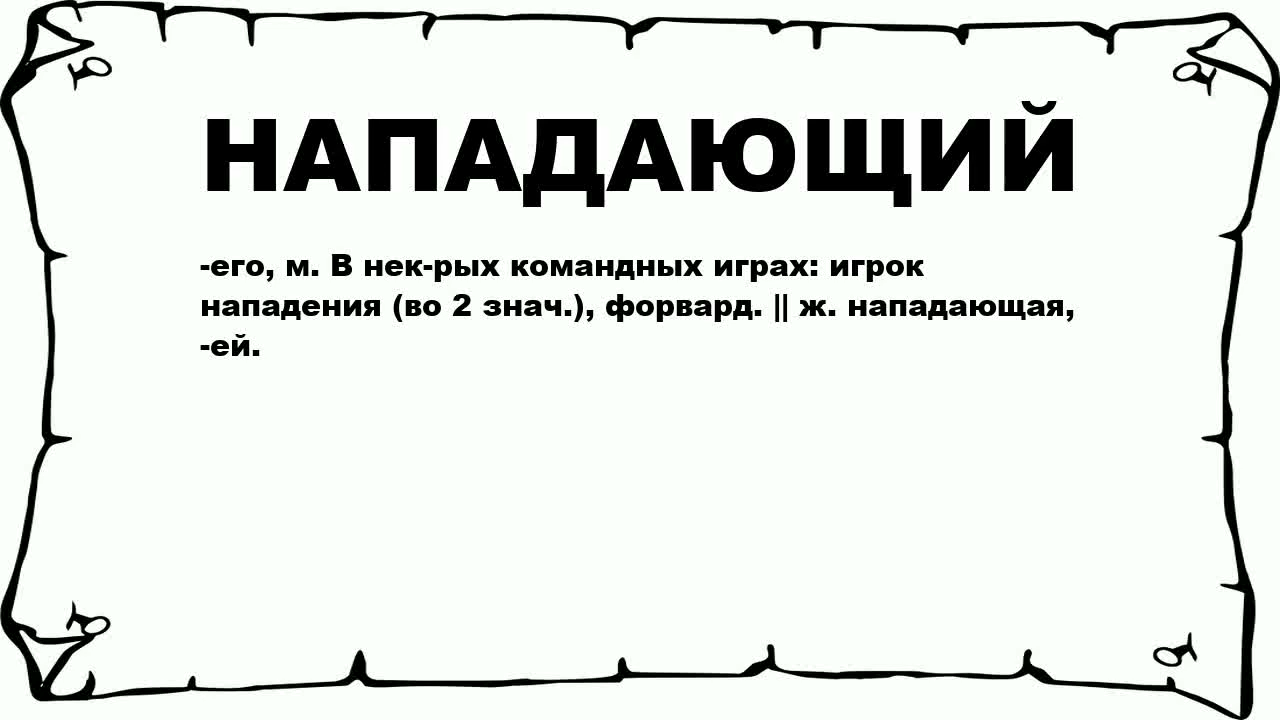 НАПАДАЮЩИЙ
-его, м. В нек-рых командных играх: игрок
нападения (во 2 знач.), форвард. || ж. нападающая,
-ей.